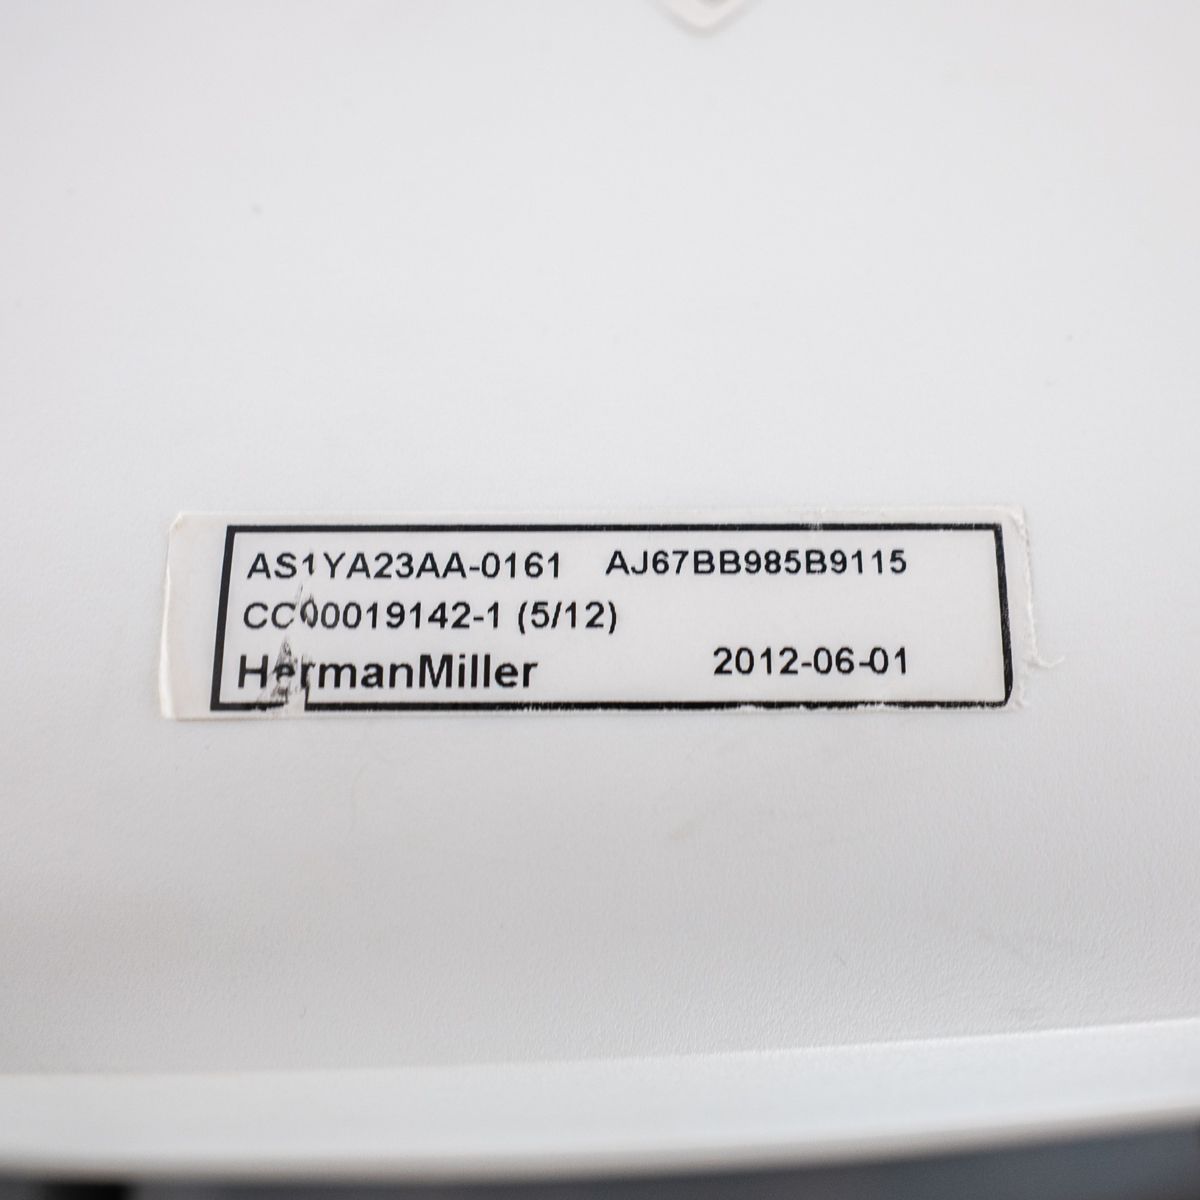 AS1YA23AA-0161 AJ67BB985B9115
CC00019142-1 (5/12)
HermanMiller 2012-06-01